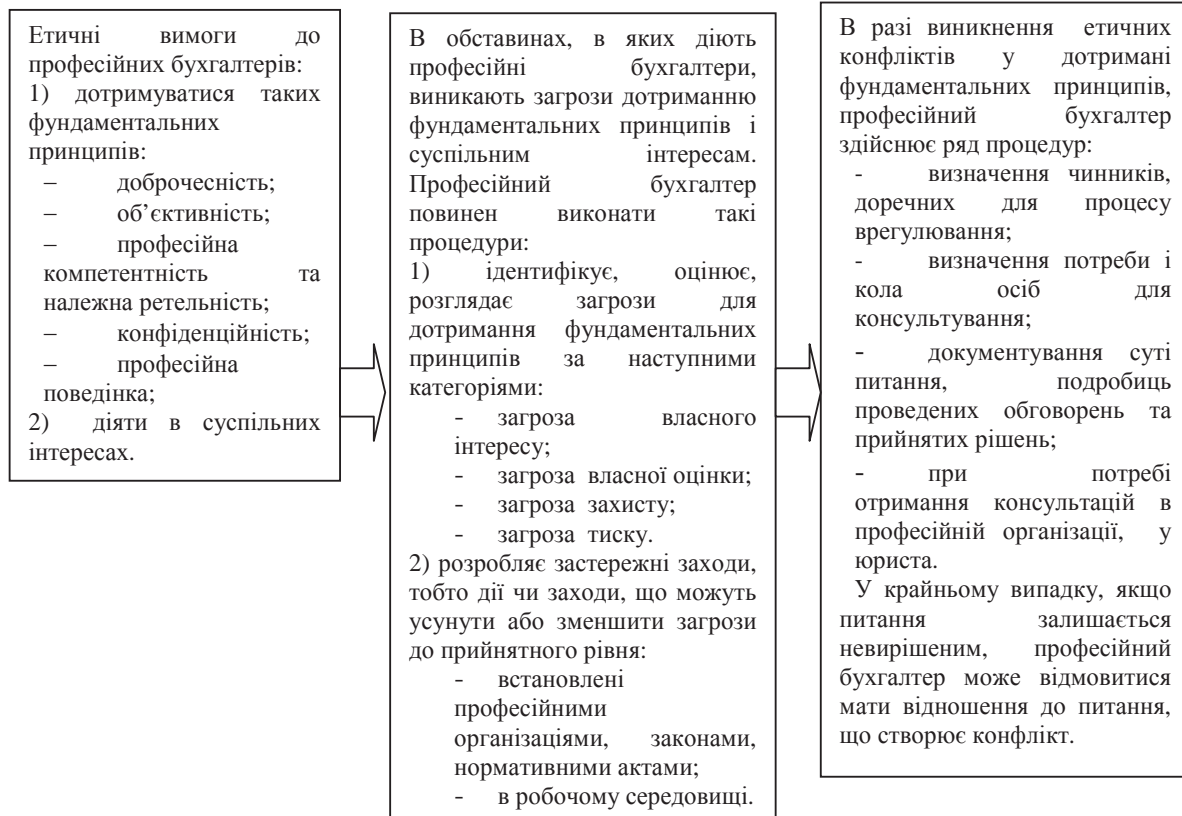 Етичні вимоги до
професійних бухгалтерів:
1) дотримуватися таких
фундаментальних
принципів:
– доброчесність;
– об’єктивність;
– професійна
компетентність та
належна ретельність;
– конфіденційність;
– професійна
поведінка;
2) діяти в суспільних
інтересах.
В обставинах, в яких діють
професійні бухгалтери,
виникають загрози дотриманню
фундаментальних принципів і
суспільним інтересам.
Професійний бухгалтер
повинен виконати такі
процедури:
1) ідентифікує, оцінює,
розглядає загрози для
дотримання фундаментальних
принципів за наступними
категоріями:
- загроза власного
інтересу;
- загроза власної оцінки;
- загроза захисту;
- загроза тиску.
2) розробляє застережні заходи,
тобто дії чи заходи, що можуть
усунути або зменшити загрози
до прийнятного рівня:
- встановлені
професійними
організаціями, законами,
нормативними актами;
- в робочому середовищі.
В разі виникнення етичних
конфліктів у дотримані
фундаментальних принципів,
професійний бухгалтер
здійснює ряд процедур:
- визначення чинників,
доречних для процесу
врегулювання;
- визначення потреби і
кола осіб для
консультування;
- документування суті
питання, подробиць
проведених обговорень та
прийнятих рішень;
- при потребі
отримання консультацій в
професійній організації, у
юриста.
У крайньому випадку, якщо
питання залишається
невирішеним, професійний
бухгалтер може відмовитися
мати відношення до питання,
що створює конфлікт.